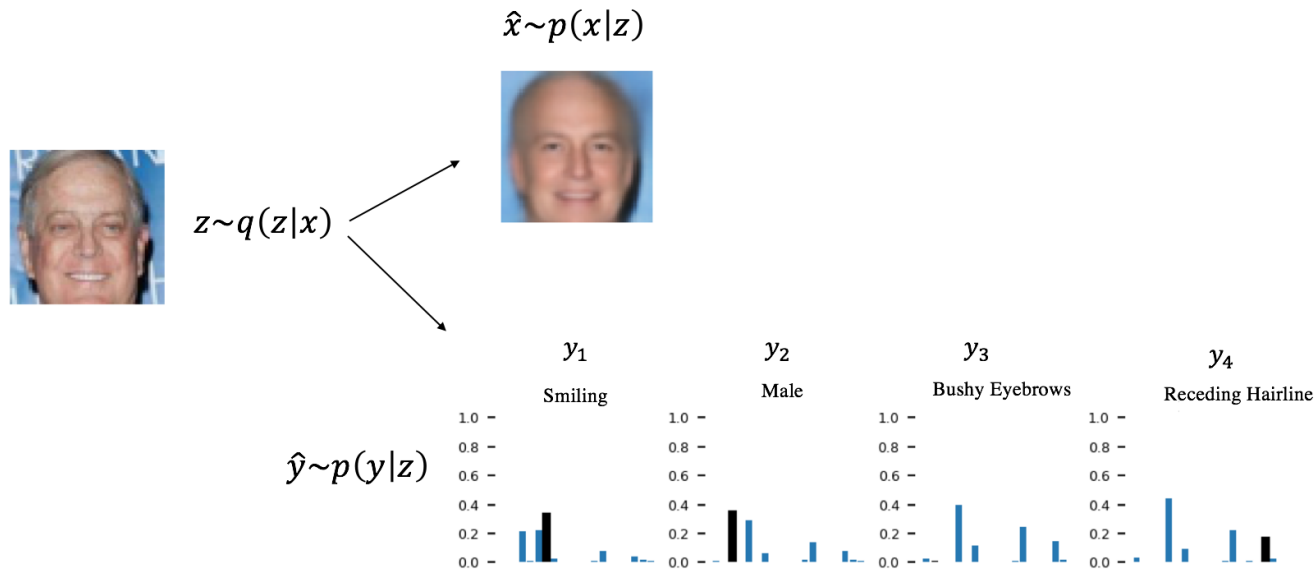 x̂~p(x|z)
z~q(z|x)
y₁ y₂ y₃ y₄
Smiling Male Bushy Eyebrows Receding Hairline
1.0 1.0 1.0 1.0
0.8 0.8 0.8 0.8
ŷ~p(y|z)
0.6 0.6 0.6 0.6
0.4 0.4 0.4 0.4
0.2 0.2 0.2 0.2
0.0 0.0 0.0 0.0